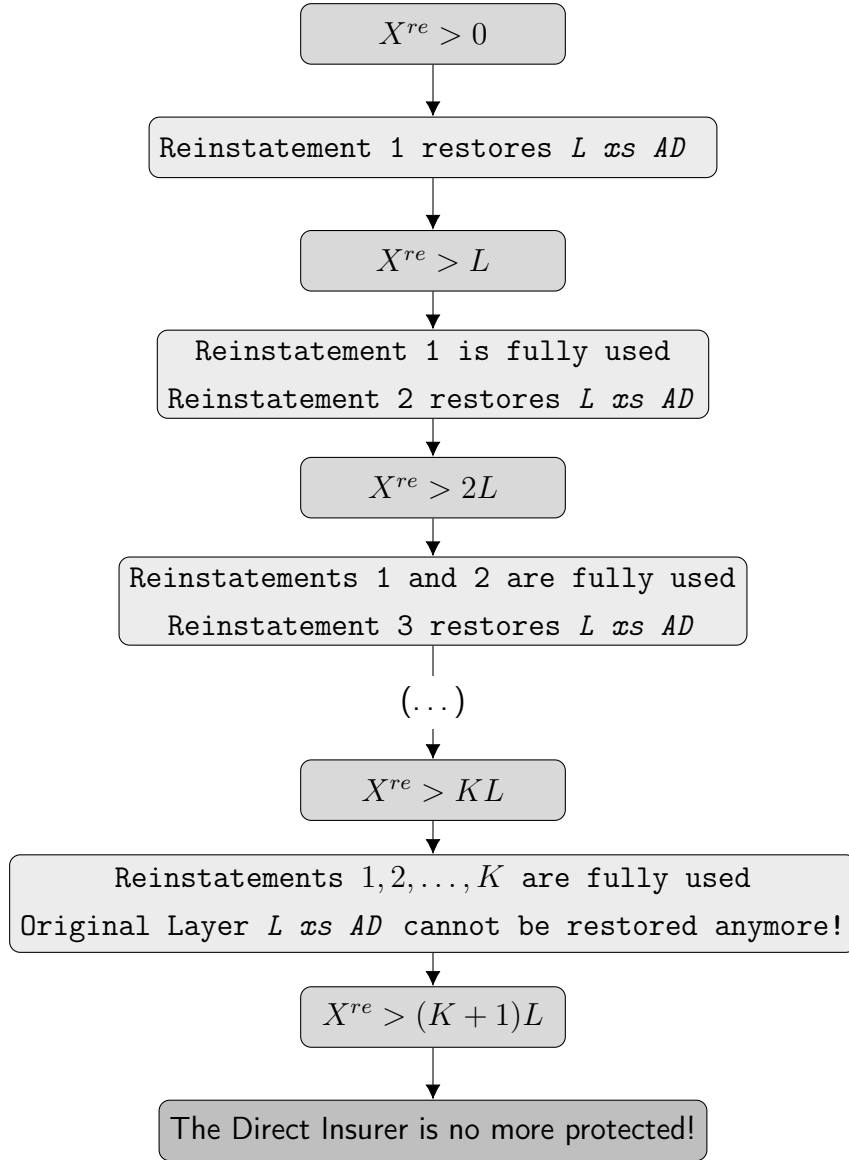 X^{re} > 0
Reinstatement 1 restores L xs AD
X^{re} > L
Reinstatement 1 is fully used
Reinstatement 2 restores L xs AD
X^{re} > 2L
Reinstatements 1 and 2 are fully used
Reinstatement 3 restores L xs AD
(...)
X^{re} > KL
Reinstatements 1, 2, ..., K are fully used
Original Layer L xs AD cannot be restored anymore!
X^{re} > (K + 1)L
The Direct Insurer is no more protected!